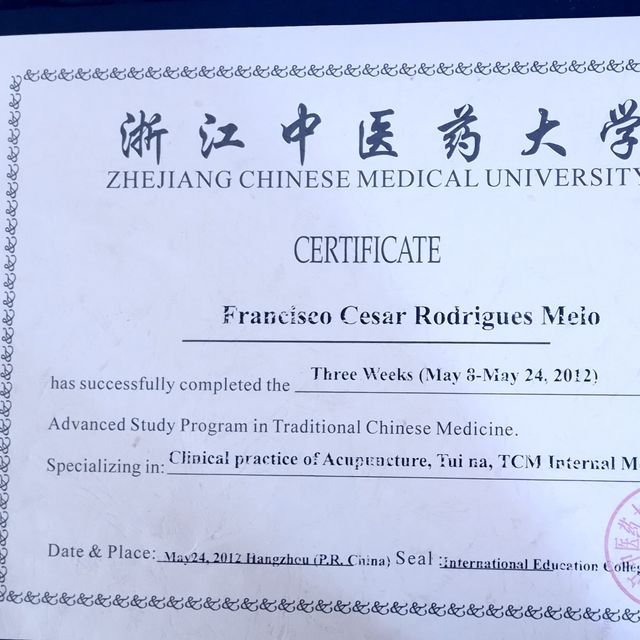 浙江中医药大学
ZHEJIANG CHINESE MEDICAL UNIVERSITY
CERTIFICATE
Francisco Cesar Rodrigues Melo
has successfully completed the Three Weeks (May 8-May 24, 2012)
Advanced Study Program in Traditional Chinese Medicine.
Specializing in: Clinical practice of Acupuncture, Tui na, TCM Internal M
Date & Place: May24, 2012 Hangzhou (P.R. China) Seal :International Education Colleg